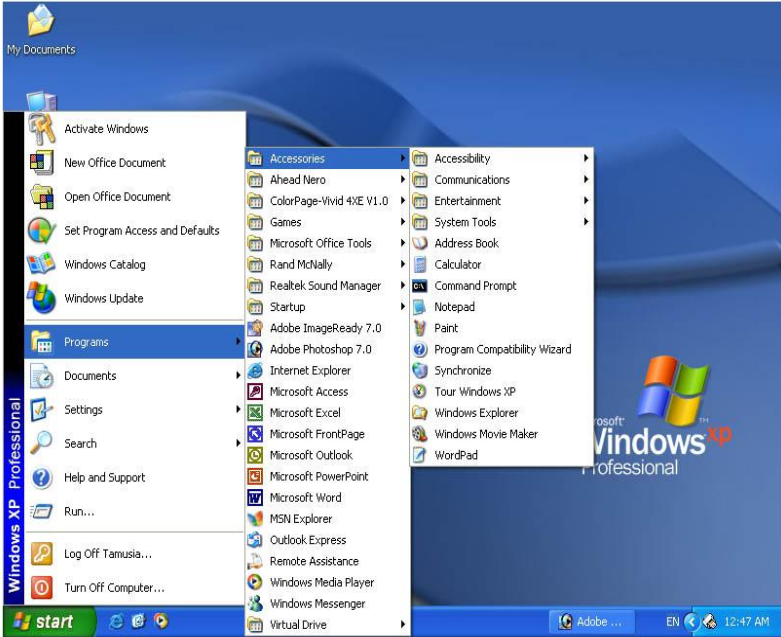 My Documents
Activate Windows
New Office Document
Open Office Document
Set Program Access and Defaults
Windows Catalog
Windows Update
Programs
Documents
Settings
Search
Help and Support
Run...
Log Off Tamusia...
Turn Off Computer...
Windows XP Professional
Accessories
Ahead Nero
ColorPage-Vivid 4XE V1.0
Games
Microsoft Office Tools
Rand McNally
Realtek Sound Manager
Startup
Adobe ImageReady 7.0
Adobe Photoshop 7.0
Internet Explorer
Microsoft Access
Microsoft Excel
Microsoft FrontPage
Microsoft Outlook
Microsoft PowerPoint
Microsoft Word
MSN Explorer
Outlook Express
Remote Assistance
Windows Media Player
Windows Messenger
Virtual Drive
Accessibility
Communications
Entertainment
System Tools
Address Book
Calculator
Command Prompt
Notepad
Paint
Program Compatibility Wizard
Synchronize
Tour Windows XP
Windows Explorer
Windows Movie Maker
WordPad
rosoft
Windows xp
Professional
start
Adobe ...
EN
12:47 AM